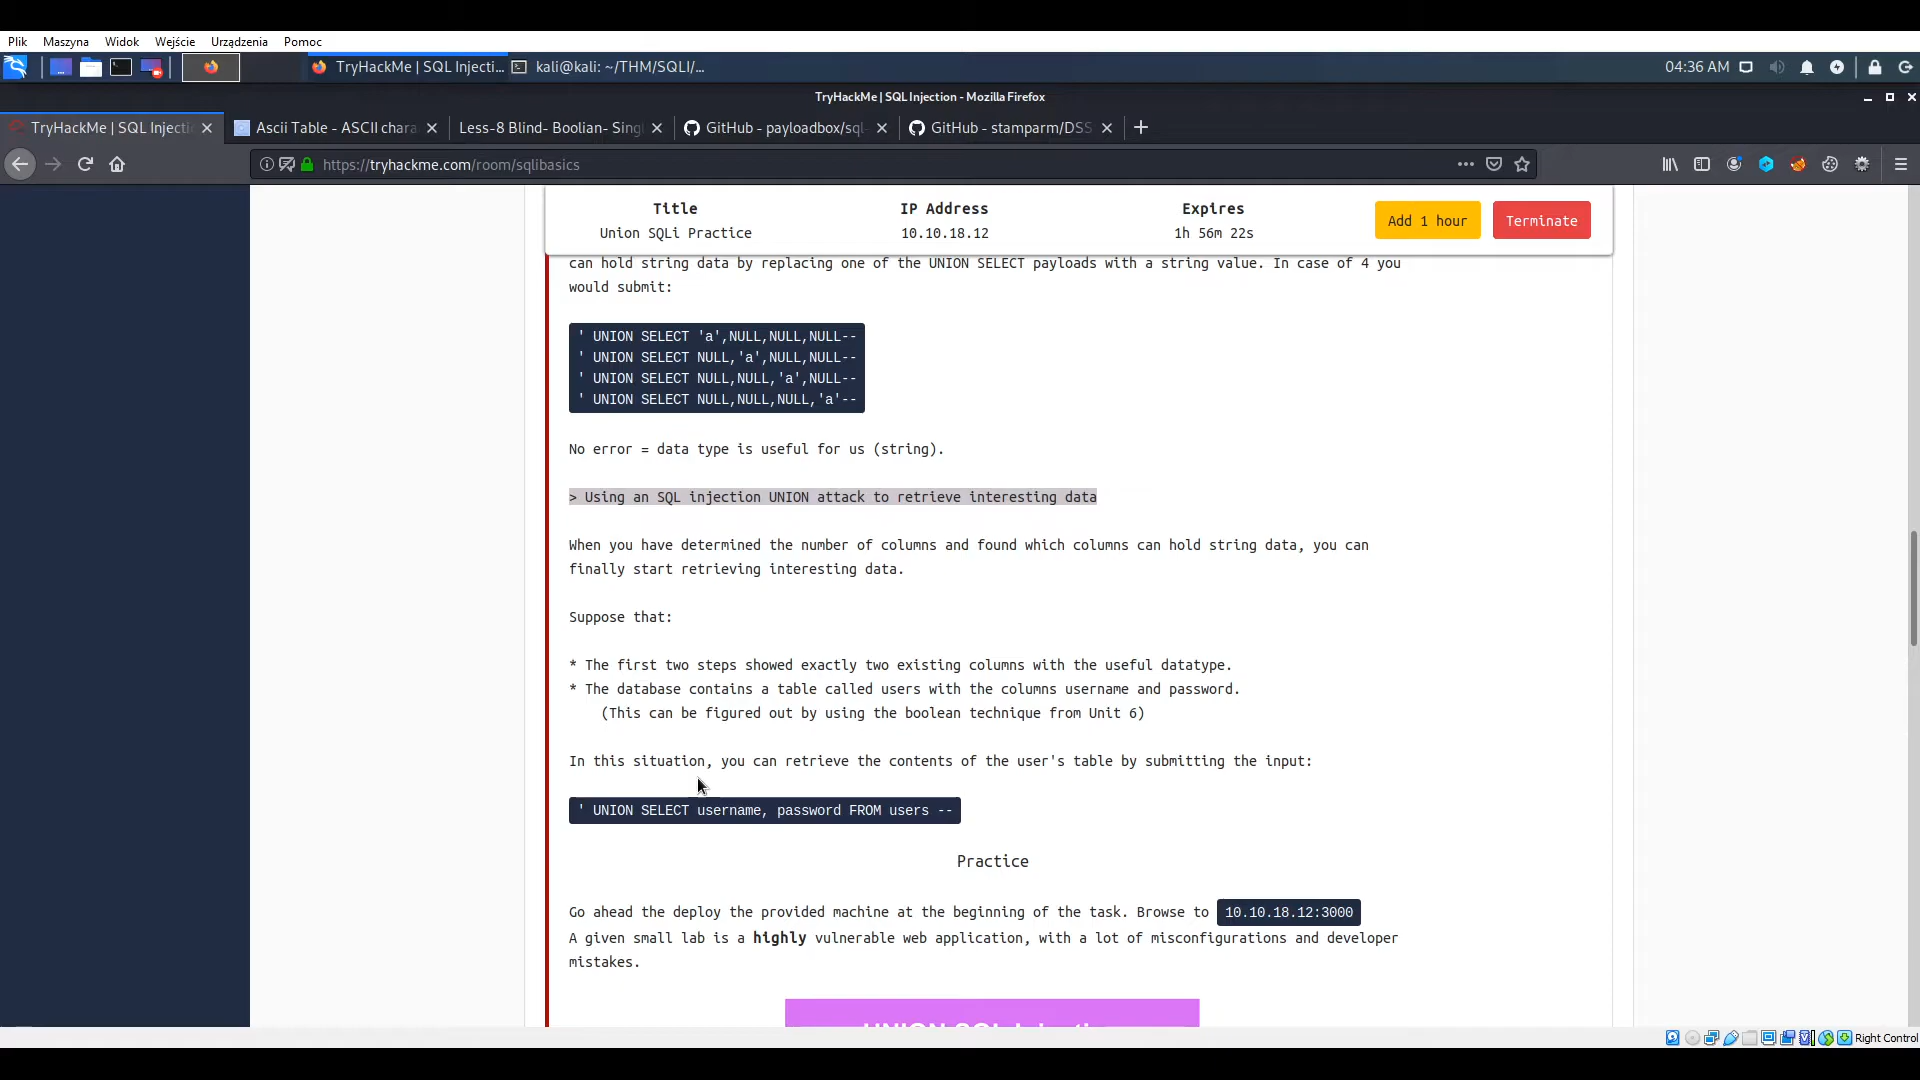 Plik Maszyna Widok Wejście Urządzenia Pomoc
TryHackMe | SQL Injecti... kali@kali: ~/THM/SQLI/... 04:36 AM
TryHackMe | SQL Injection - Mozilla Firefox
TryHackMe | SQL Injecti Ascii Table - ASCII chara Less-8 Blind- Boolian- Sing GitHub - payloadbox/sql- GitHub - stamparm/DSS
https://tryhackme.com/room/sqlibasics
Title IP Address Expires
Union SQLi Practice 10.10.18.12 1h 56m 22s
Add 1 hour Terminate
can hold string data by replacing one of the UNION SELECT payloads with a string value. In case of 4 you
would submit:
' UNION SELECT 'a',NULL,NULL,NULL--
' UNION SELECT NULL,'a',NULL,NULL--
' UNION SELECT NULL,NULL,'a',NULL--
' UNION SELECT NULL,NULL,NULL,'a'--
No error = data type is useful for us (string).
> Using an SQL injection UNION attack to retrieve interesting data
When you have determined the number of columns and found which columns can hold string data, you can
finally start retrieving interesting data.
Suppose that:
* The first two steps showed exactly two existing columns with the useful datatype.
* The database contains a table called users with the columns username and password.
(This can be figured out by using the boolean technique from Unit 6)
In this situation, you can retrieve the contents of the user's table by submitting the input:
' UNION SELECT username, password FROM users --
Practice
Go ahead the deploy the provided machine at the beginning of the task. Browse to 10.10.18.12:3000
A given small lab is a highly vulnerable web application, with a lot of misconfigurations and developer
mistakes.
Right Control